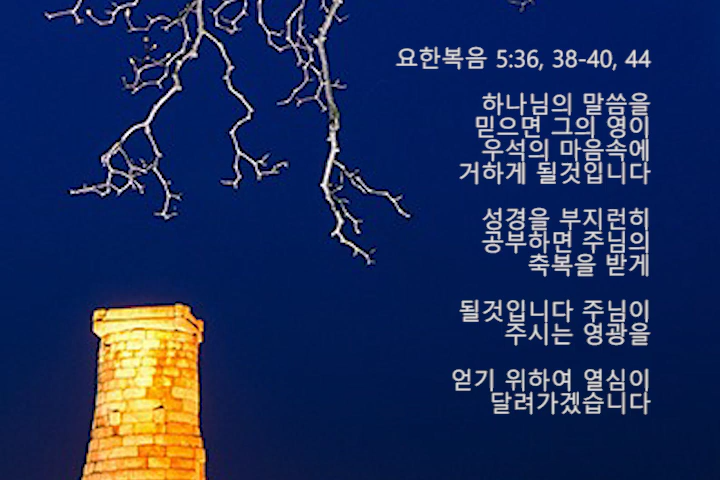 요한복음 5:36, 38-40, 44
하나님의 말씀을
믿으면 그의 영이
우석의 마음속에
거하게 될것입니다
성경을 부지런히
공부하면 주님의
축복을 받게
될것입니다 주님이
주시는 영광을
얻기 위하여 열심이
달려가겠습니다